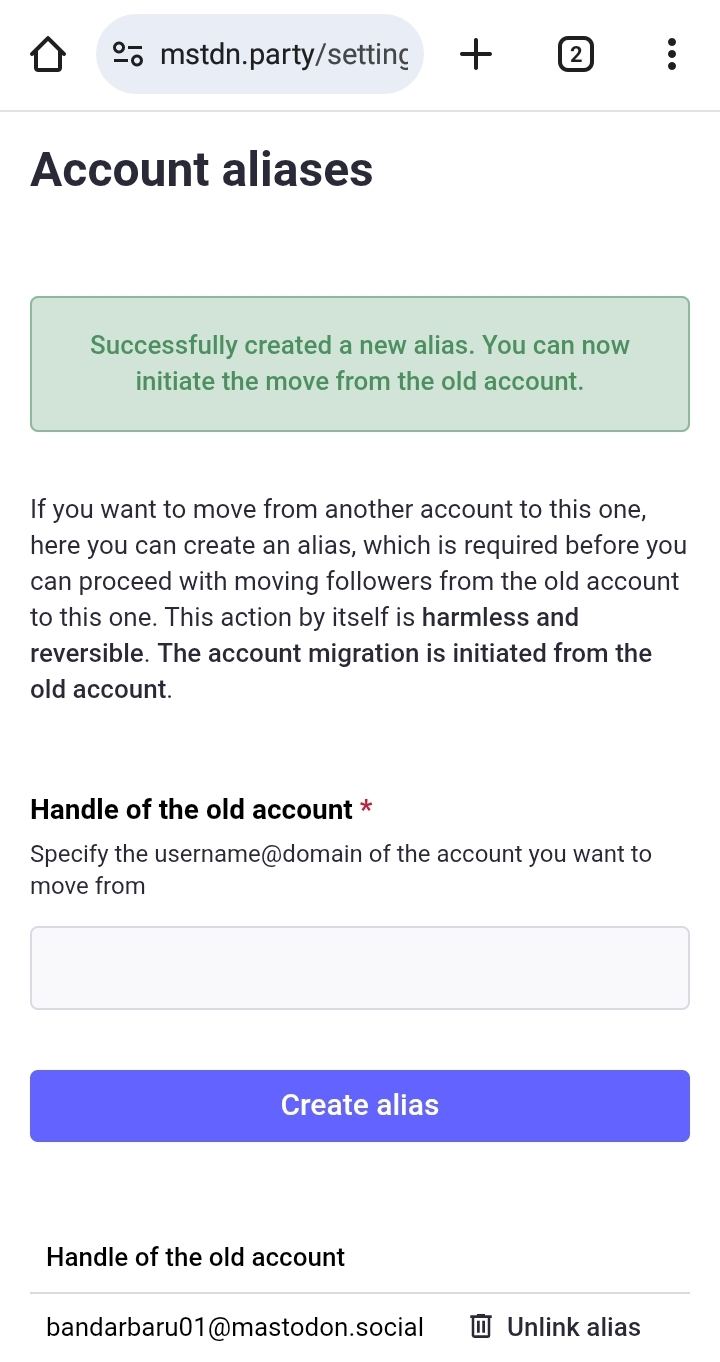 mstdn.party/setting
2
Account aliases
Successfully created a new alias. You can now
initiate the move from the old account.
If you want to move from another account to this one,
here you can create an alias, which is required before you
can proceed with moving followers from the old account
to this one. This action by itself is harmless and
reversible. The account migration is initiated from the
old account.
Handle of the old account *
Specify the username@domain of the account you want to
move from
Create alias
Handle of the old account
bandarbaru01@mastodon.social Unlink alias